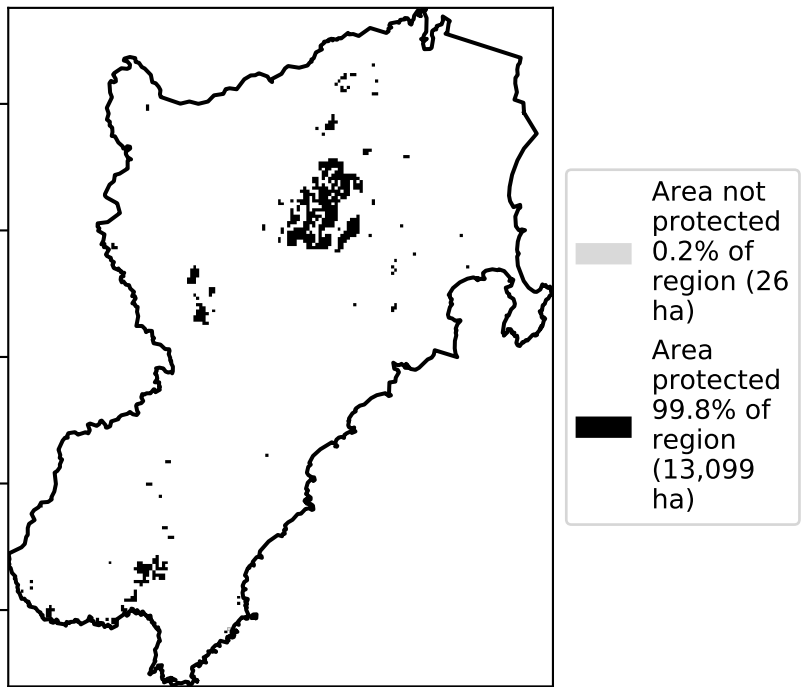 Area not
protected
0.2% of
region (26
ha)
Area
protected
99.8% of
region
(13,099
ha)